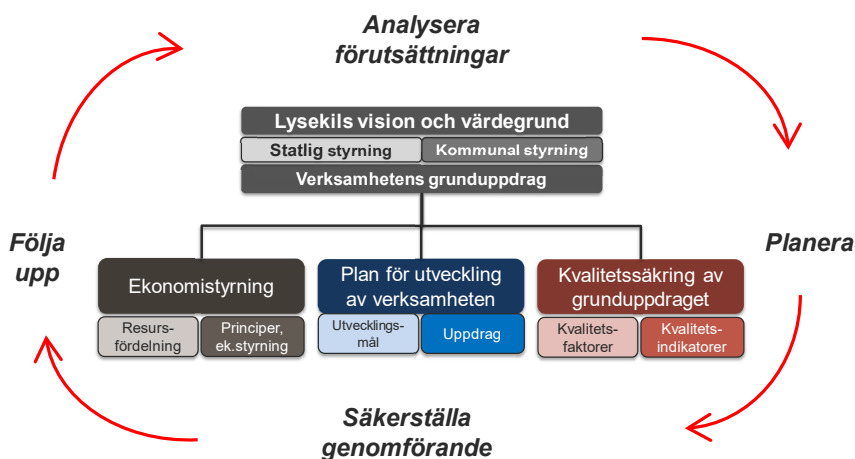 Analysera
förutsättningar
Lysekils vision och värdegrund
Statlig styrning
Kommunal styrning
Verksamhetens grunduppdrag
Följa
upp
Planera
Ekonomistyrning
Plan för utveckling
av verksamheten
Kvalitetssäkring av
grunduppdraget
Resurs-
fördelning
Principer,
ek.styrning
Utvecklings-
mål
Uppdrag
Kvalitets-
faktorer
Kvalitets-
indikatorer
Säkerställa
genomförande